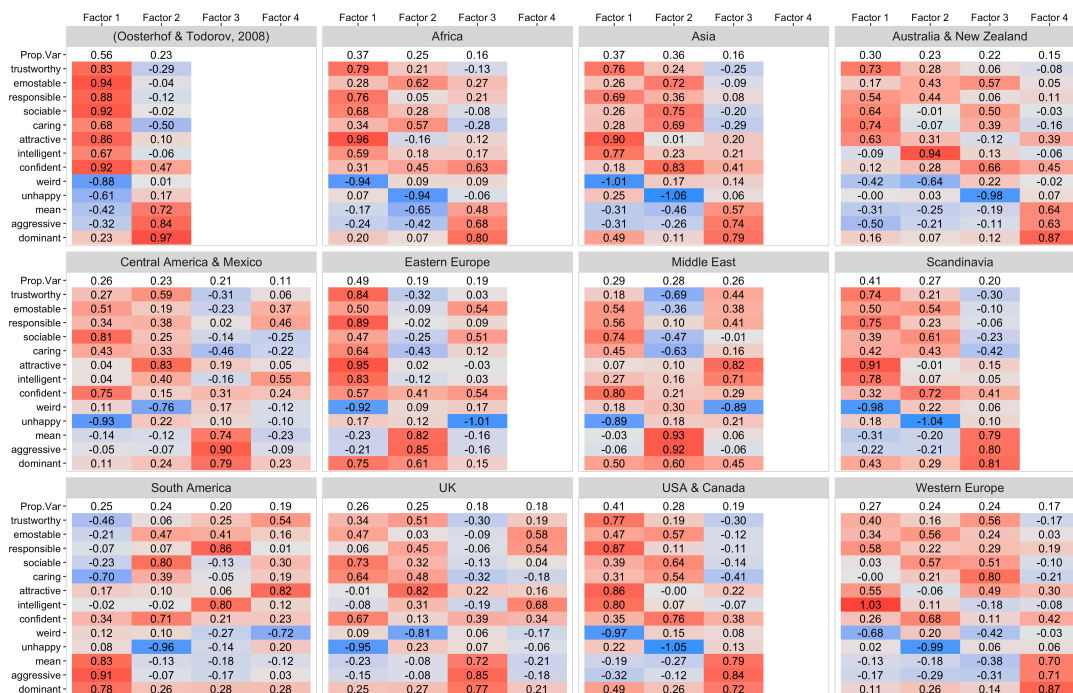 Factor 1 Factor 2 Factor 3 Factor 4 Factor 1 Factor 2 Factor 3 Factor 4 Factor 1 Factor 2 Factor 3 Factor 4 Factor 1 Factor 2 Factor 3 Factor 4
(Oosterhof & Todorov, 2008) Africa Asia Australia & New Zealand
Prop.Var 0.56 0.23 0.37 0.25 0.16 0.37 0.36 0.16 0.30 0.23 0.22 0.15
trustworthy 0.83 -0.29 0.79 0.21 -0.13 0.76 0.24 -0.25 0.73 0.28 0.06 -0.08
emostable 0.94 -0.04 0.28 0.62 0.27 0.26 0.72 -0.09 0.17 0.43 0.57 0.05
responsible 0.88 -0.12 0.76 0.05 0.21 0.69 0.36 0.08 0.54 0.44 0.06 0.11
sociable 0.92 -0.02 0.68 0.28 -0.08 0.26 0.75 -0.20 0.64 -0.01 0.50 -0.03
caring 0.68 -0.50 0.34 0.57 -0.28 0.28 0.69 -0.29 0.74 -0.07 0.39 -0.16
attractive 0.86 0.10 0.96 -0.16 0.12 0.90 0.01 0.20 0.63 0.31 -0.12 0.39
intelligent 0.67 -0.06 0.59 0.18 0.17 0.77 0.23 0.21 -0.09 0.94 0.13 -0.06
confident 0.92 0.47 0.31 0.45 0.63 0.18 0.83 0.41 0.12 0.28 0.66 0.45
weird -0.88 0.01 -0.94 0.09 0.09 -1.01 0.17 0.14 -0.42 -0.64 0.22 -0.02
unhappy -0.61 0.17 0.07 -0.94 -0.06 0.25 -1.06 0.06 -0.00 0.03 -0.98 0.07
mean -0.42 0.72 -0.17 -0.65 0.48 -0.31 -0.46 0.57 -0.31 -0.25 -0.19 0.64
aggressive -0.32 0.84 -0.24 -0.42 0.68 -0.31 -0.26 0.74 -0.50 -0.21 -0.11 0.63
dominant 0.23 0.97 0.20 0.07 0.80 0.49 0.11 0.79 0.16 0.07 0.12 0.87
Central America & Mexico Eastern Europe Middle East Scandinavia
Prop.Var 0.26 0.23 0.21 0.11 0.49 0.19 0.19 0.29 0.28 0.26 0.41 0.27 0.20
trustworthy 0.27 0.59 -0.31 0.06 0.84 -0.32 0.03 0.18 -0.69 0.44 0.74 0.21 -0.30
emostable 0.51 0.19 -0.23 0.37 0.50 -0.09 0.54 0.54 -0.36 0.38 0.50 0.54 -0.10
responsible 0.34 0.38 0.02 0.46 0.89 -0.02 0.09 0.56 0.10 0.41 0.75 0.23 -0.06
sociable 0.81 0.25 -0.14 -0.25 0.47 -0.25 0.51 0.74 -0.47 -0.01 0.39 0.61 -0.23
caring 0.43 0.33 -0.46 -0.22 0.64 -0.43 0.12 0.45 -0.63 0.16 0.42 0.43 -0.42
attractive 0.04 0.83 0.19 0.05 0.95 0.02 -0.03 0.07 0.10 0.82 0.91 -0.01 0.15
intelligent 0.04 0.40 -0.16 0.55 0.83 -0.12 0.03 0.27 0.16 0.71 0.78 0.07 0.05
confident 0.75 0.15 0.31 0.24 0.57 0.41 0.54 0.80 0.21 0.29 0.32 0.72 0.41
weird 0.11 -0.76 0.17 -0.12 -0.92 0.09 0.17 0.18 0.30 -0.89 -0.98 0.22 0.06
unhappy -0.93 0.22 0.10 -0.10 0.17 0.12 -1.01 -0.89 0.18 0.21 0.18 -1.04 0.10
mean -0.14 -0.12 0.74 -0.23 -0.23 0.82 -0.16 -0.03 0.93 0.06 -0.31 -0.20 0.79
aggressive -0.05 -0.07 0.90 -0.09 -0.21 0.85 -0.16 -0.06 0.92 -0.06 -0.22 -0.21 0.80
dominant 0.11 0.24 0.79 0.23 0.75 0.61 0.15 0.50 0.60 0.45 0.43 0.29 0.81
South America UK USA & Canada Western Europe
Prop.Var 0.25 0.24 0.20 0.19 0.26 0.25 0.18 0.18 0.41 0.28 0.19 0.27 0.24 0.24 0.17
trustworthy -0.46 0.06 0.25 0.54 0.34 0.51 -0.30 0.19 0.77 0.19 -0.30 0.40 0.16 0.56 -0.17
emostable -0.21 0.47 0.41 0.16 0.47 0.03 -0.09 0.58 0.47 0.57 -0.12 0.34 0.56 0.24 0.03
responsible -0.07 0.07 0.86 0.01 0.06 0.45 -0.06 0.54 0.87 0.11 -0.11 0.58 0.22 0.29 0.19
sociable -0.23 0.80 -0.13 0.30 0.73 0.32 -0.13 0.04 0.39 0.64 -0.14 0.03 0.57 0.51 -0.10
caring -0.70 0.39 -0.05 0.19 0.64 0.48 -0.32 -0.18 0.31 0.54 -0.41 -0.00 0.21 0.80 -0.21
attractive 0.17 0.10 0.06 0.82 -0.01 0.82 0.22 0.16 0.86 -0.00 0.22 0.55 -0.06 0.49 0.30
intelligent -0.02 -0.02 0.80 0.12 -0.08 0.31 -0.19 0.68 0.80 0.07 -0.07 1.03 0.11 -0.18 -0.08
confident 0.34 0.71 0.21 0.23 0.67 0.13 0.39 0.34 0.35 0.76 0.38 0.26 0.68 0.11 0.42
weird 0.12 0.10 -0.27 -0.72 0.09 -0.81 0.06 -0.17 -0.97 0.15 0.08 -0.68 0.20 -0.42 -0.03
unhappy 0.08 -0.96 -0.14 0.20 -0.95 0.23 0.07 -0.06 0.22 -1.05 0.13 0.02 -0.99 0.06 0.06
mean 0.83 -0.13 -0.18 -0.12 -0.23 -0.08 0.72 -0.21 -0.19 -0.27 0.79 -0.13 -0.18 -0.38 0.70
aggressive 0.91 -0.07 -0.17 0.03 -0.15 -0.08 0.85 -0.18 -0.32 -0.12 0.84 -0.17 -0.29 -0.31 0.71
dominant 0.78 0.26 0.28 0.28 0.25 0.27 0.77 0.21 0.49 0.26 0.72 0.11 0.26 0.14 0.87